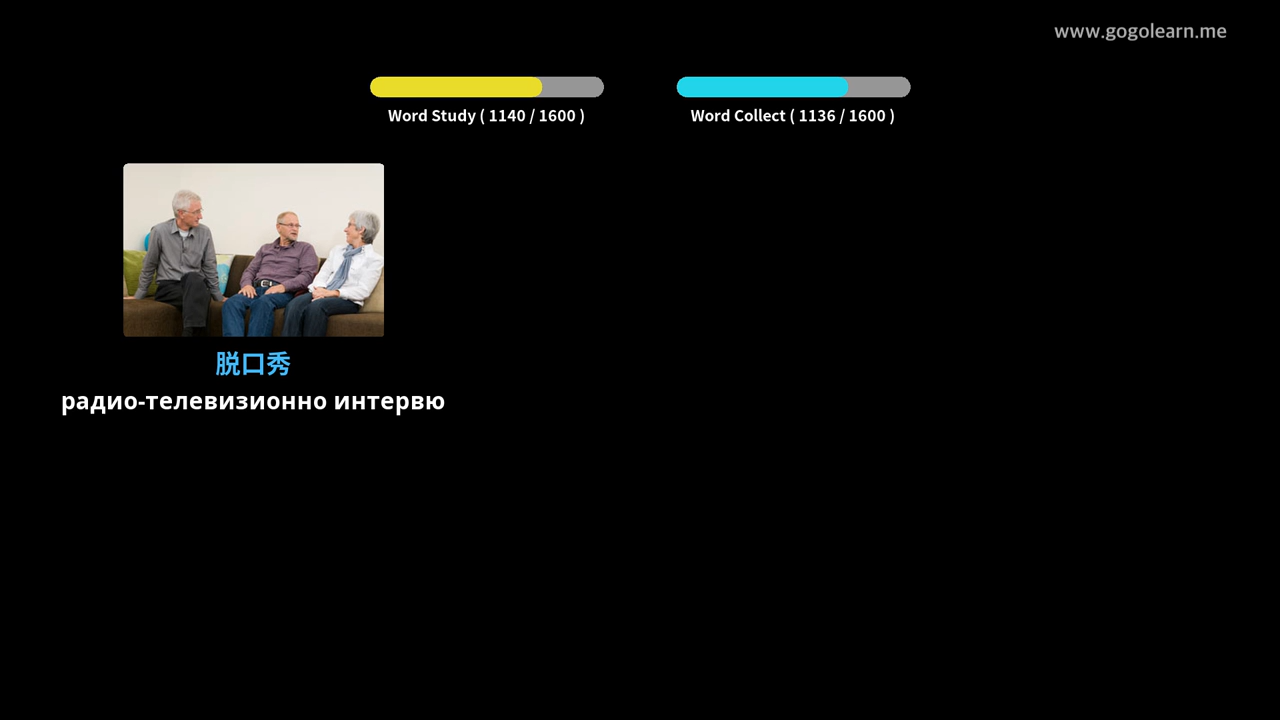 www.gogolearn.me
Word Study ( 1140 / 1600 )
Word Collect ( 1136 / 1600 )
脱口秀
радио-телевизионно интервю